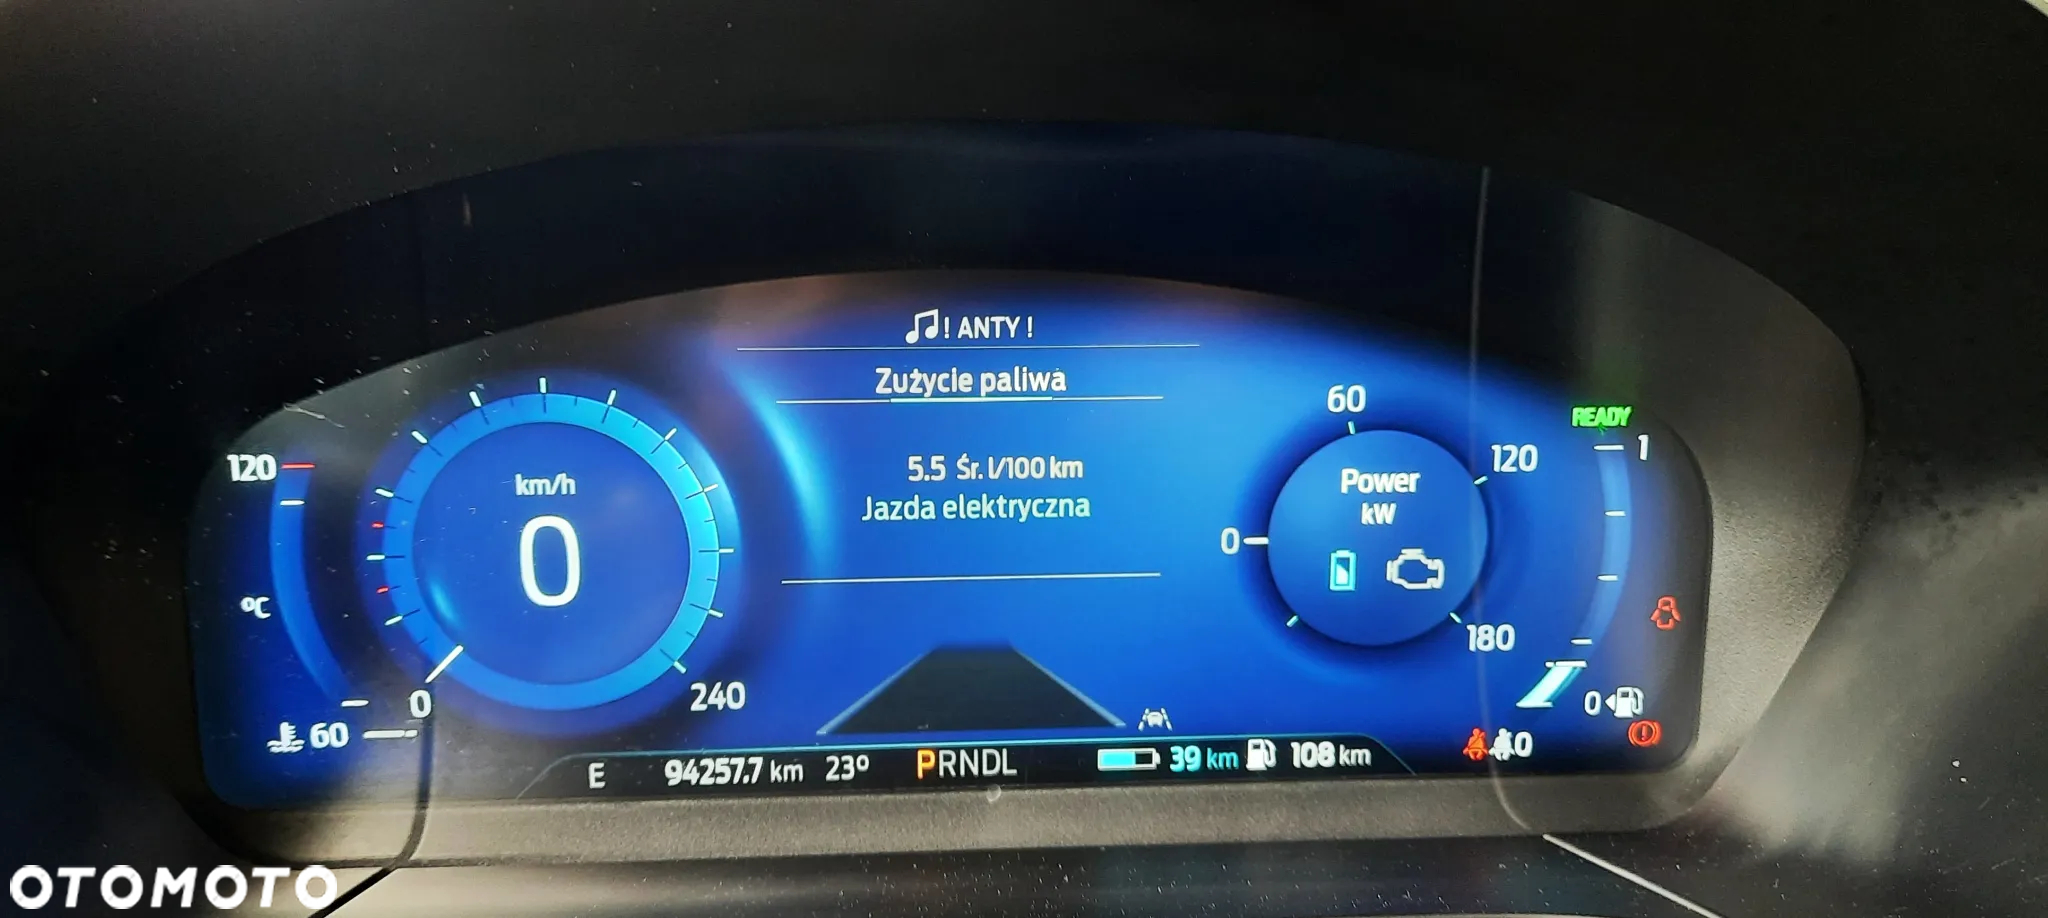 ! ANTY !
Zużycie paliwa
5.5 Śr. l/100 km
Jazda elektryczna
120
°C
60
km/h
0
0
240
60
120
0
180
Power
kW
READY
1
0
0
E 94257.7 km 23° PRNDL 39 km 108 km
OTOMOTO